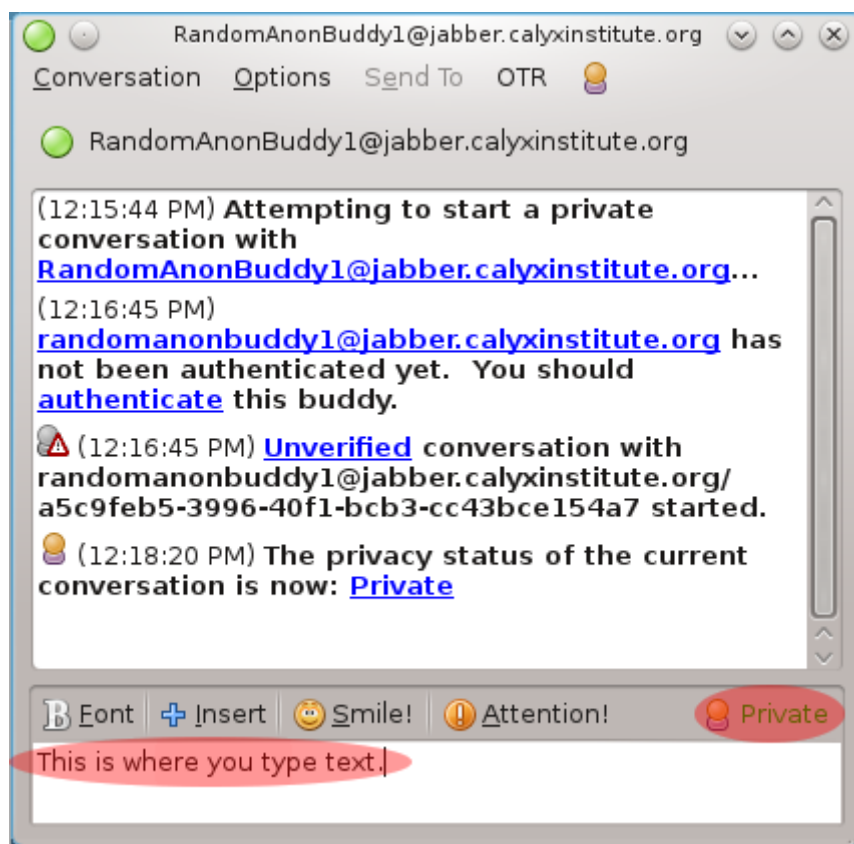 RandomAnonBuddy1@jabber.calyxinstitute.org
Conversation Options Send To OTR
RandomAnonBuddy1@jabber.calyxinstitute.org
(12:15:44 PM) Attempting to start a private
conversation with
RandomAnonBuddy1@jabber.calyxinstitute.org...
(12:16:45 PM)
randomanonbuddy1@jabber.calyxinstitute.org has
not been authenticated yet.  You should
authenticate this buddy.
(12:16:45 PM) Unverified conversation with
randomanonbuddy1@jabber.calyxinstitute.org/
a5c9feb5-3996-40f1-bcb3-cc43bce154a7 started.
(12:18:20 PM) The privacy status of the current
conversation is now: Private
Font Insert Smile! Attention! Private
This is where you type text.